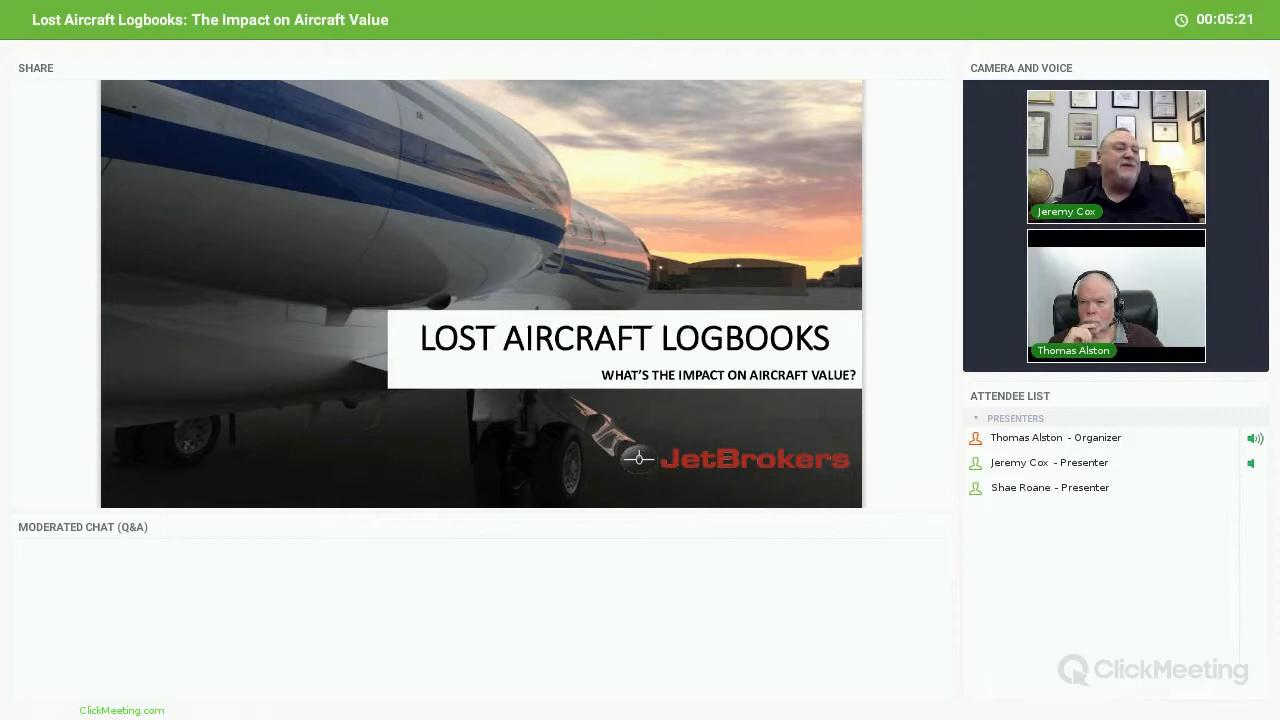 Lost Aircraft Logbooks: The Impact on Aircraft Value
00:05:21
SHARE
LOST AIRCRAFT LOGBOOKS
WHAT'S THE IMPACT ON AIRCRAFT VALUE?
JetBrokers
MODERATED CHAT (Q&A)
ClickMeeting.com
CAMERA AND VOICE
Jeremy Cox
Thomas Alston
ATTENDEE LIST
PRESENTERS
Thomas Alston - Organizer
Jeremy Cox - Presenter
Shae Roane - Presenter
ClickMeeting